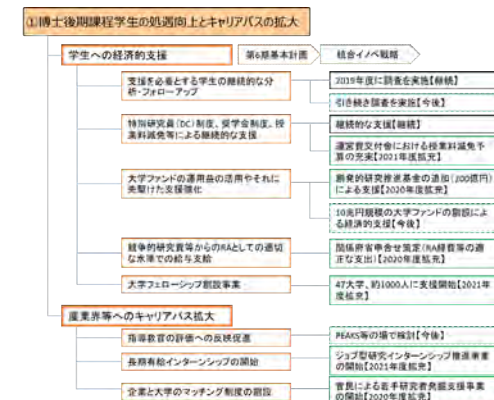 ①博士後期課程学生の処遇向上とキャリアパスの拡大
学生への経済的支援
第6期基本計画
統合イノベ戦略
支援を必要とする学生の継続的な分
析・フォローアップ
2019年度に調査を実施【継続】
引き続き調査を実施【今後】
特別研究員(DC)制度、奨学金制度、授
業料減免等による継続的な支援
継続的な支援【継続】
運営費交付金における授業料減免予
算の充実【2021年度拡充】
大学ファンドの運用益の活用やそれに
先駆けた支援強化
創発的研究推進基金の追加(200億円)
による支援【2020年度拡充】
10兆円規模の大学ファンドの創設によ
る経済的支援【今後】
競争的研究費等からのRAとしての適切
な水準での給与支給
関係府省申合せ策定(RA経費等の適
正な支出)【2020年度拡充】
大学フェローシップ創設事業
47大学、約1000人に支援開始【2021年
度拡充】
産業界等へのキャリアパス拡大
指導教官の評価への反映促進
PEAKS等の場で検討【今後】
長期有給インターンシップの開始
ジョブ型研究インターンシップ推進事業
の開始【2021年度拡充】
企業と大学のマッチング制度の創設
官民による若手研究者発掘支援事業
の開始【2020年度拡充】